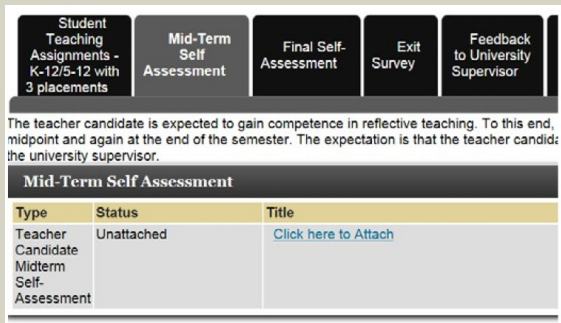 Student
Teaching
Assignments -
K-12/5-12 with
3 placements
Mid-Term
Self
Assessment
Final Self-
Assessment
Exit
Survey
Feedback
to University
Supervisor
The teacher candidate is expected to gain competence in reflective teaching. To this end,
midpoint and again at the end of the semester. The expectation is that the teacher
the university supervisor.
Mid-Term Self Assessment
Type Status Title
Teacher Unattached Click here to Attach
Candidate
Midterm
Self-
Assessment